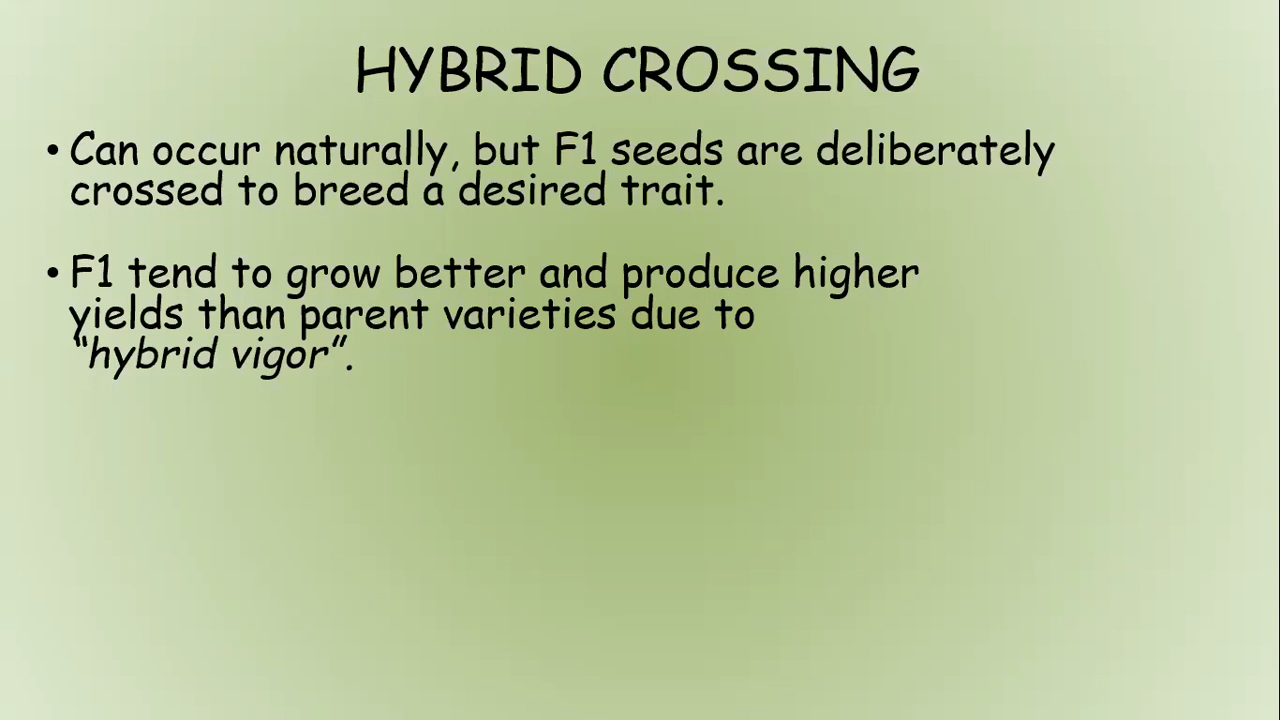 HYBRID CROSSING
• Can occur naturally, but F1 seeds are deliberately
crossed to breed a desired trait.
• F1 tend to grow better and produce higher
yields than parent varieties due to
“hybrid vigor”.